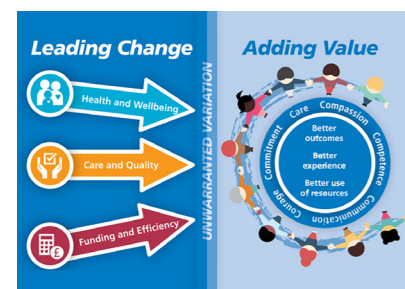 Leading Change
Health and Wellbeing
Care and Quality
Funding and Efficiency
£
UNWARRANTED VARIATION
Adding Value
Commitment Care Compassion Competence Communication Courage
Better
outcomes
Better
experience
Better use
of resources